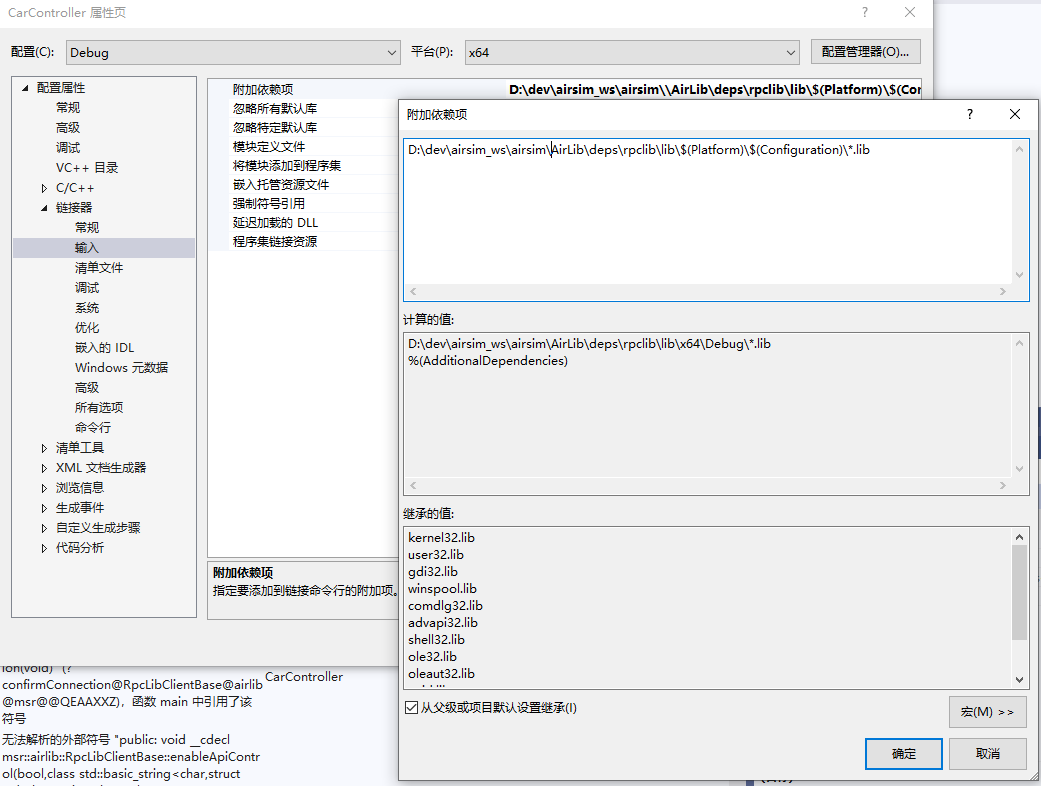 CarController 属性页
配置(C):
Debug
平台(P):
x64
配置管理器(O)...
配置属性
常规
高级
调试
VC++ 目录
C/C++
链接器
常规
输入
清单文件
调试
系统
优化
嵌入的 IDL
Windows 元数据
高级
所有选项
命令行
清单工具
XML 文档生成器
浏览信息
生成事件
自定义生成步骤
代码分析
附加依赖项
D:\dev\airsim_ws\airsim\\AirLib\deps\rpclib\lib\$(Platform)\$(Cor
忽略所有默认库
忽略特定默认库
模块定义文件
将模块添加到程序集
嵌入托管资源文件
强制符号引用
延迟加载的 DLL
程序集链接资源
附加依赖项
指定要添加到链接命令行的附加项。
附加依赖项
?
D:\dev\airsim_ws\airsim\AirLib\deps\rpclib\lib\$(Platform)\$(Configuration)\*.lib
计算的值:
D:\dev\airsim_ws\airsim\AirLib\deps\rpclib\lib\x64\Debug\*.lib
%(AdditionalDependencies)
继承的值:
kernel32.lib
user32.lib
gdi32.lib
winspool.lib
comdlg32.lib
advapi32.lib
shell32.lib
ole32.lib
oleaut32.lib
从父级或项目默认设置继承(I)
宏(M) >>
确定
取消
ion(void)" (?
confirmConnection@RpcLibClientBase@airlib
@msr@@QEAAXXZ)，函数 main 中引用了该
符号
CarController
无法解析的外部符号 "public: void __cdecl
msr::airlib::RpcLibClientBase::enableApiContr
ol(bool,class std::basic_string<char,struct